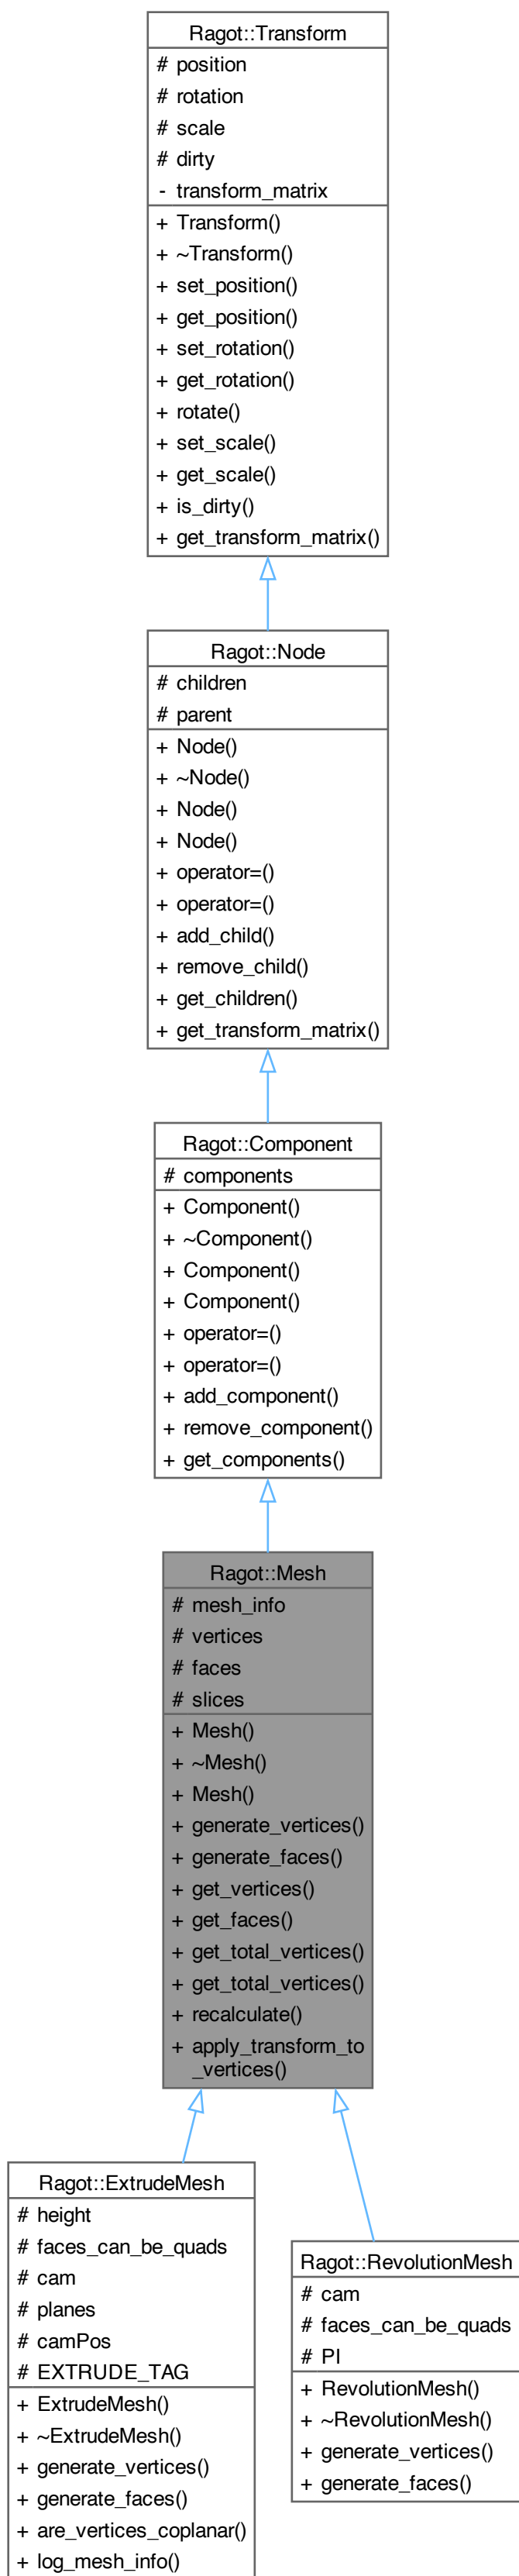 Ragot::Transform
# position
# rotation
# scale
# dirty
- transform_matrix
+ Transform()
+ ~Transform()
+ set_position()
+ get_position()
+ set_rotation()
+ get_rotation()
+ rotate()
+ set_scale()
+ get_scale()
+ is_dirty()
+ get_transform_matrix()
Ragot::Node
# children
# parent
+ Node()
+ ~Node()
+ Node()
+ Node()
+ operator=()
+ operator=()
+ add_child()
+ remove_child()
+ get_children()
+ get_transform_matrix()
Ragot::Component
# components
+ Component()
+ ~Component()
+ Component()
+ Component()
+ operator=()
+ operator=()
+ add_component()
+ remove_component()
+ get_components()
Ragot::Mesh
# mesh_info
# vertices
# faces
# slices
+ Mesh()
+ ~Mesh()
+ Mesh()
+ generate_vertices()
+ generate_faces()
+ get_vertices()
+ get_faces()
+ get_total_vertices()
+ get_total_vertices()
+ recalculate()
+ apply_transform_to
_vertices()
Ragot::ExtrudeMesh
# height
# faces_can_be_quads
# cam
# planes
# camPos
# EXTRUDE_TAG
+ ExtrudeMesh()
+ ~ExtrudeMesh()
+ generate_vertices()
+ generate_faces()
+ are_vertices_coplanar()
+ log_mesh_info()
Ragot::RevolutionMesh
# cam
# faces_can_be_quads
# PI
+ RevolutionMesh()
+ ~RevolutionMesh()
+ generate_vertices()
+ generate_faces()